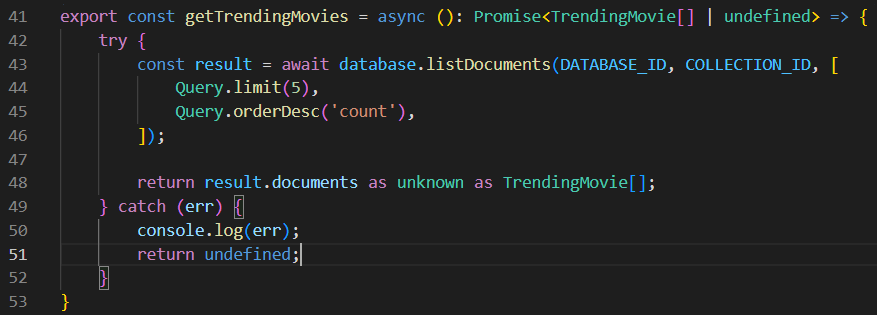 41 export const getTrendingMovies = async (): Promise<TrendingMovie[] | undefined> => {
42     try {
43         const result = await database.listDocuments(DATABASE_ID, COLLECTION_ID, [
44             Query.limit(5),
45             Query.orderDesc('count'),
46         ]);
47
48         return result.documents as unknown as TrendingMovie[];
49     } catch (err) {
50         console.log(err);
51         return undefined;
52     }
53 }